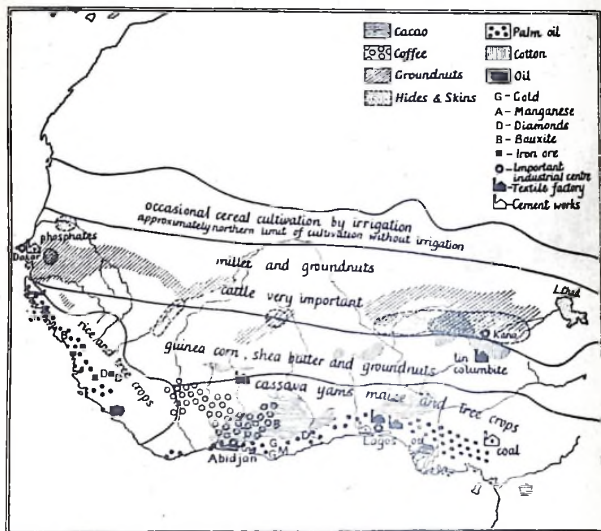 Cacao
Coffee
Groundnuts
Hides & Skins
Palm oil
Cotton
Oil
G - Gold
A - Manganese
D - Diamonds
B - Bauxite
- Iron ore
- Important
industrial centre
- Textile factory
Cement works
occasional cereal cultivation by irrigation
approximately northern limit of cultivation without irrigation
phosphates
Dakar
millet and groundnuts
cattle very important
L.Chad
Kano
rice and tree crops
guinea corn, shea butter and groundnuts
tin
columbite
D D
cassava yams maize and tree crops
B
G
D
G M
Abidjan
Lagos
oil
coal